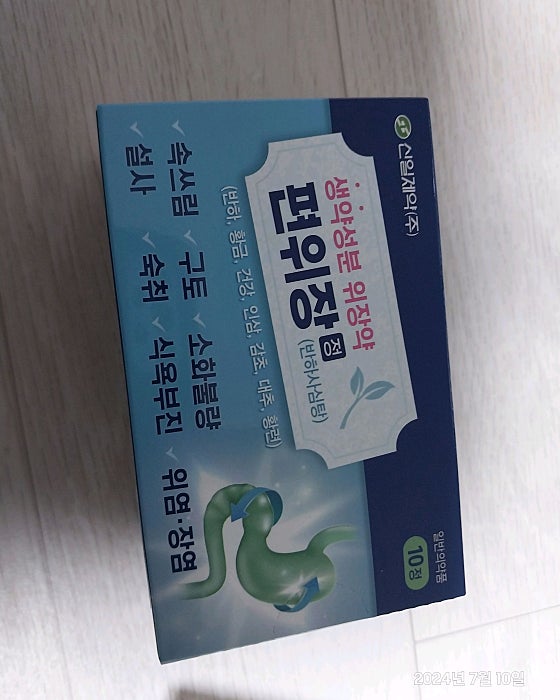 신일제약(주)
일반의약품
10정
생약성분 위장약
편위장정
(반하사심탕)
(반하, 황금, 건강, 인삼, 감초, 대추, 황련)
속쓰림 구토 소화불량 위염·장염
설사 숙취 식욕부진
2024년 7월 10일